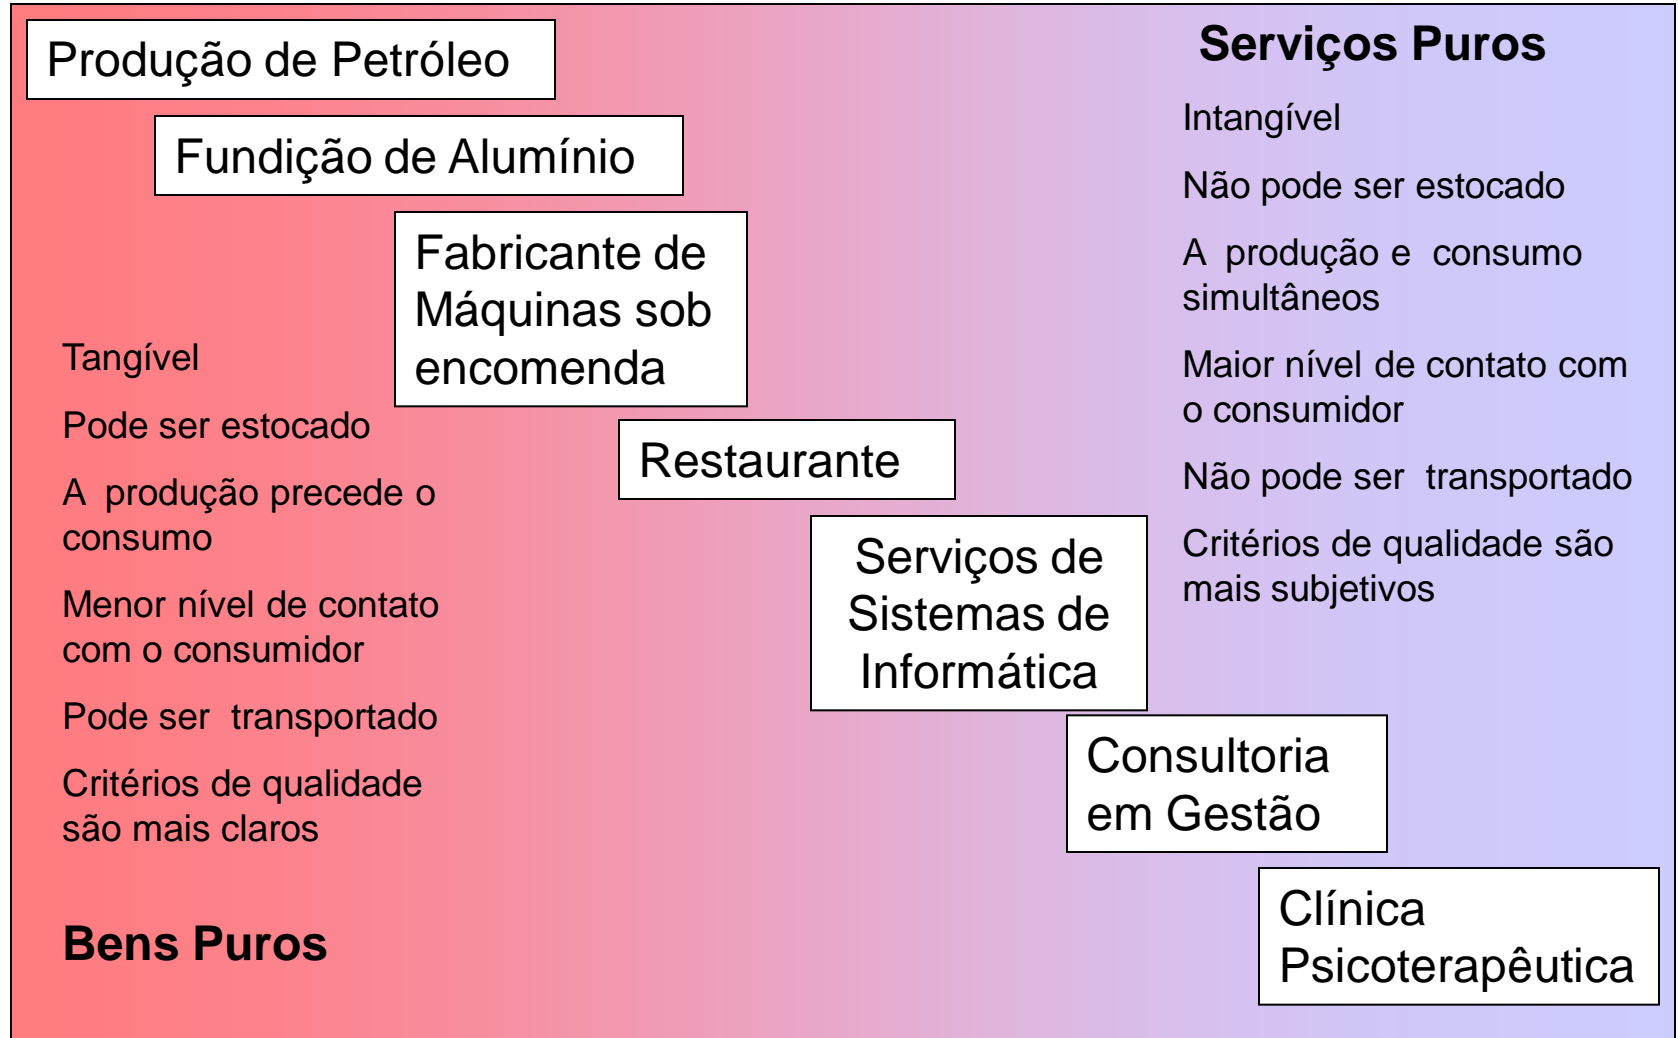 Produção de Petróleo
Fundição de Alumínio
Fabricante de
Máquinas sob
encomenda
Restaurante
Serviços de
Sistemas de
Informática
Consultoria
em Gestão
Clínica
Psicoterapêutica
Tangível
Pode ser estocado
A produção precede o
consumo
Menor nível de contato
com o consumidor
Pode ser transportado
Critérios de qualidade
são mais claros
Bens Puros
Serviços Puros
Intangível
Não pode ser estocado
A produção e consumo
simultâneos
Maior nível de contato com
o consumidor
Não pode ser transportado
Critérios de qualidade são
mais subjetivos